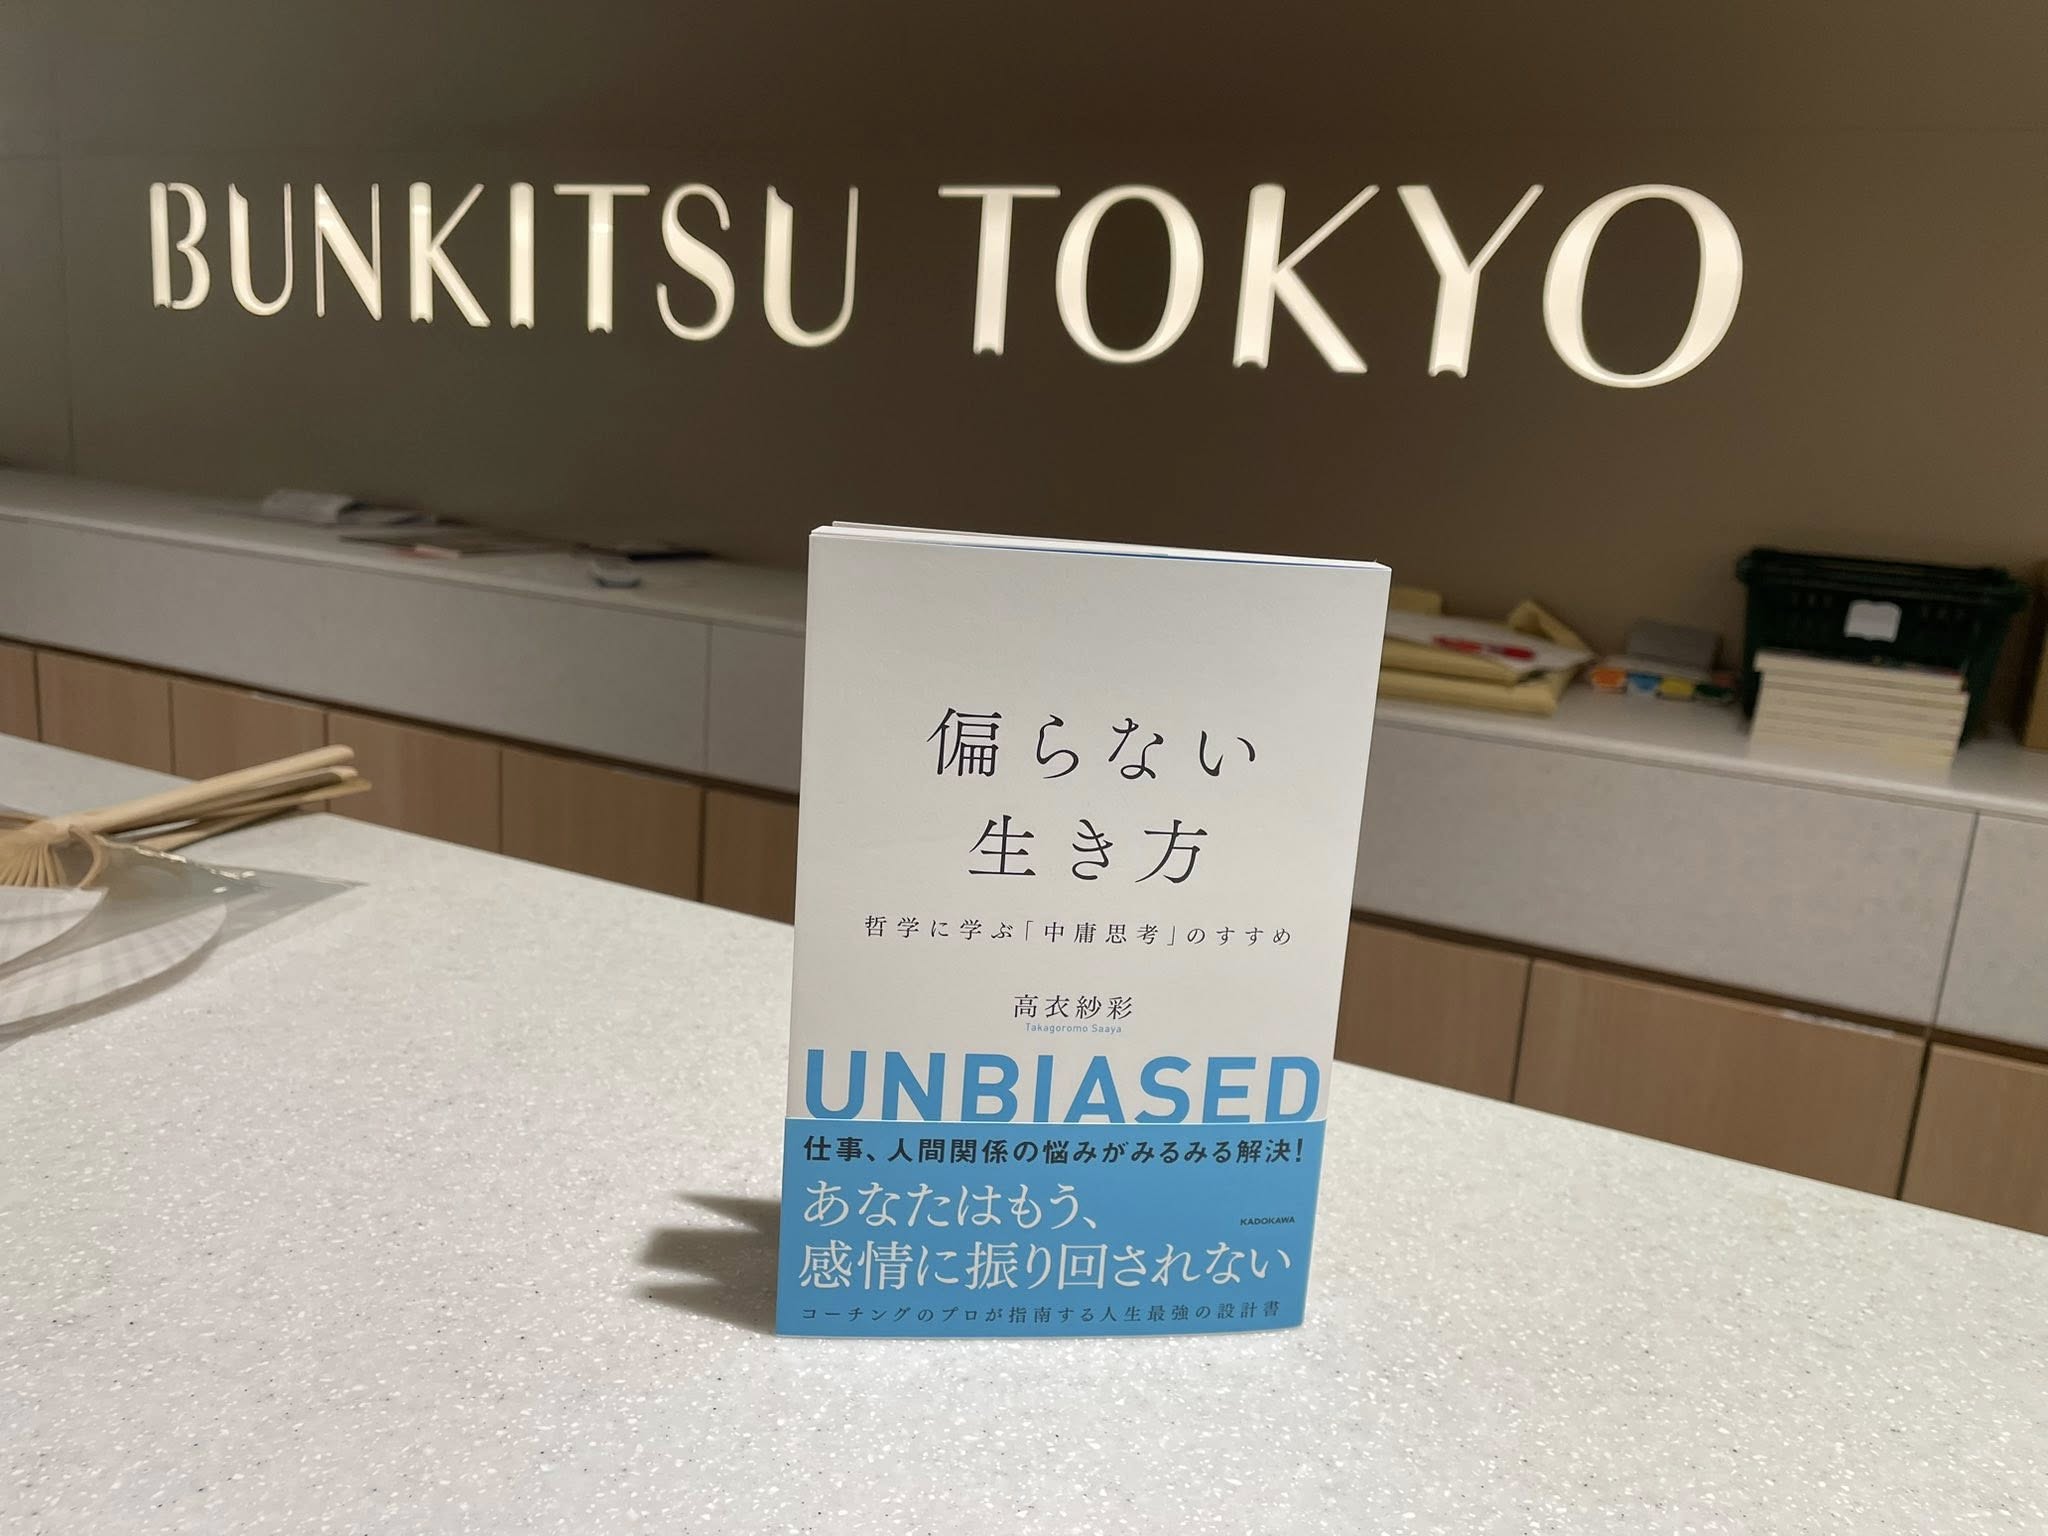 BUNKITSU TOKYO
偏らない
生き方
哲学に学ぶ「中庸思考」のすすめ
高衣紗彩
Takagoromo Saaya
UNBIASED
仕事、人間関係の悩みがみるみる解決！
あなたはもう、
KADOKAWA
感情に振り回されない
コーチングのプロが指南する人生最強の設計書